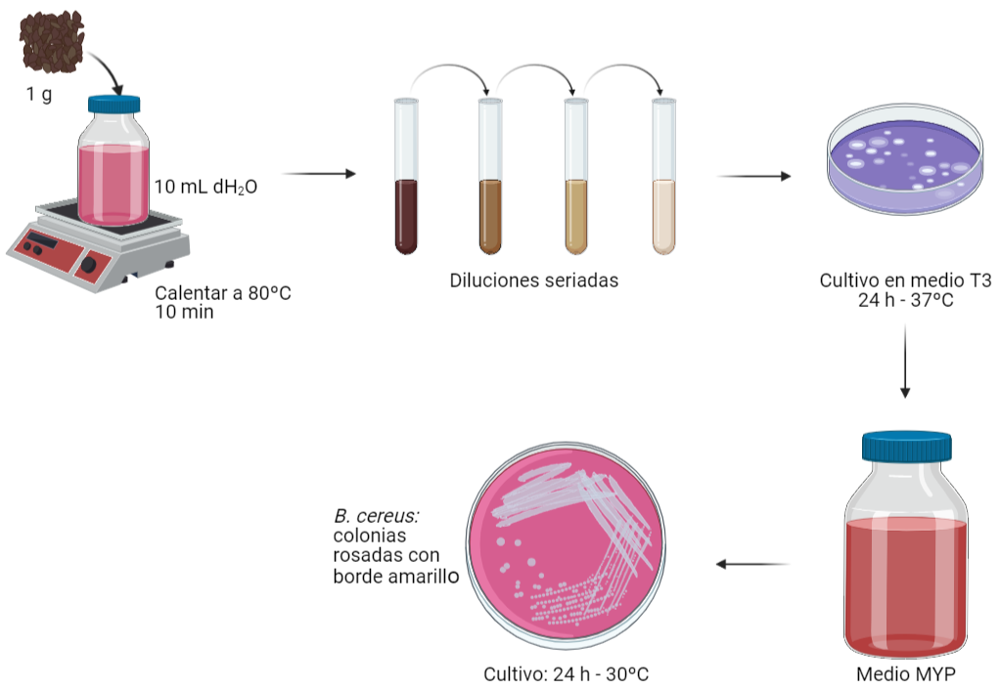 1 g
10 mL dH₂O
Calentar a 80ºC
10 min
Diluciones seriadas
Cultivo en medio T3
24 h - 37ºC
B. cereus:
colonias
rosadas con
borde amarillo
Cultivo: 24 h - 30ºC
Medio MYP